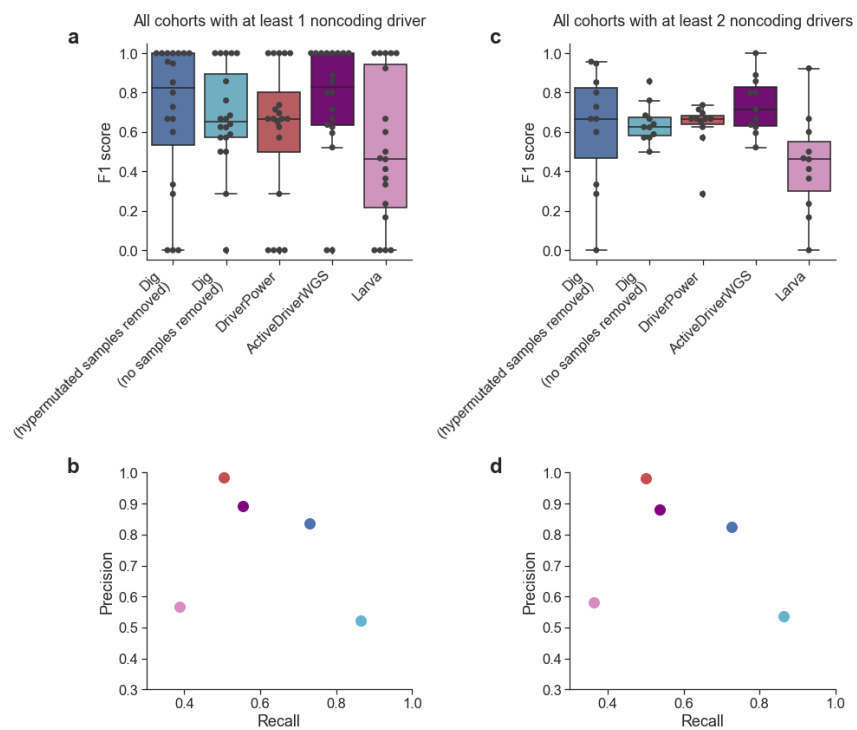 All cohorts with at least 1 noncoding driver
a
F1 score
1.0
0.8
0.6
0.4
0.2
0.0
Dig
(hypermutated samples removed)
Dig
(no samples removed)
DriverPower
ActiveDriverWGS
Larva
All cohorts with at least 2 noncoding drivers
c
F1 score
1.0
0.8
0.6
0.4
0.2
0.0
Dig
(hypermutated samples removed)
Dig
(no samples removed)
DriverPower
ActiveDriverWGS
Larva
b
Precision
1.0
0.9
0.8
0.7
0.6
0.5
0.4
0.3
0.4
0.6
0.8
1.0
Recall
d
Precision
1.0
0.9
0.8
0.7
0.6
0.5
0.4
0.3
0.4
0.6
0.8
1.0
Recall